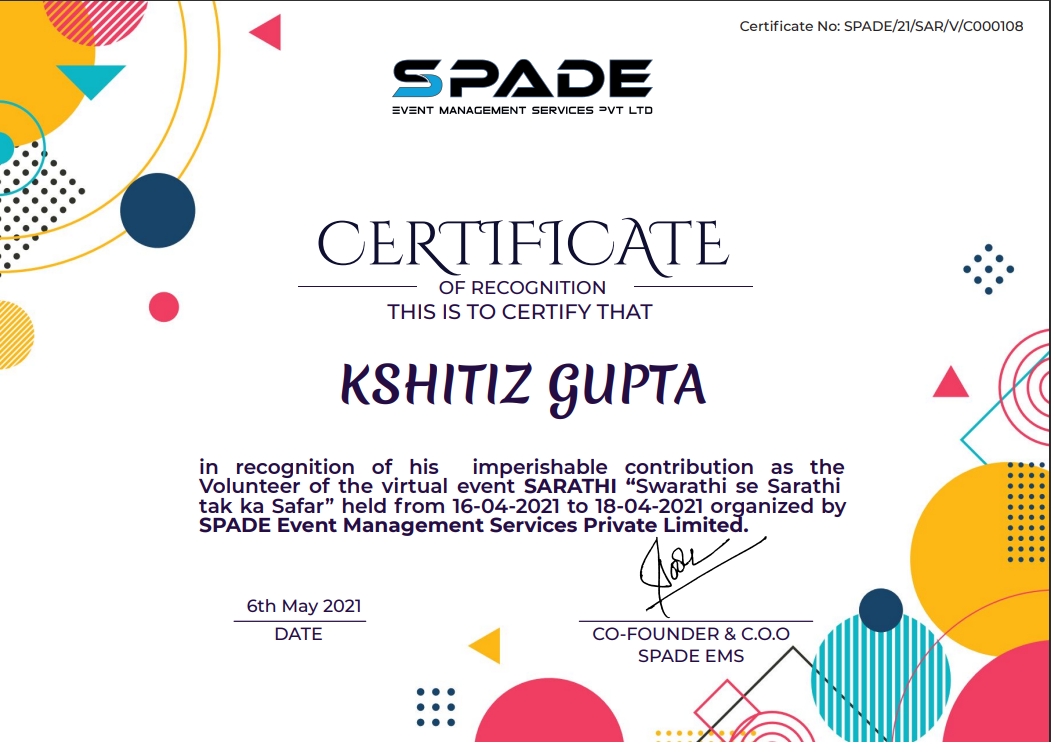 Certificate No: SPADE/21/SAR/V/C000108
SPADE
EVENT MANAGEMENT SERVICES PVT LTD
CERTIFICATE
OF RECOGNITION
THIS IS TO CERTIFY THAT
KSHITIZ GUPTA
in recognition of his imperishable contribution as the
Volunteer of the virtual event SARATHI “Swarathi se Sarathi
tak ka Safar” held from 16-04-2021 to 18-04-2021 organized by
SPADE Event Management Services Private Limited.
6th May 2021
DATE
CO-FOUNDER & C.O.O
SPADE EMS